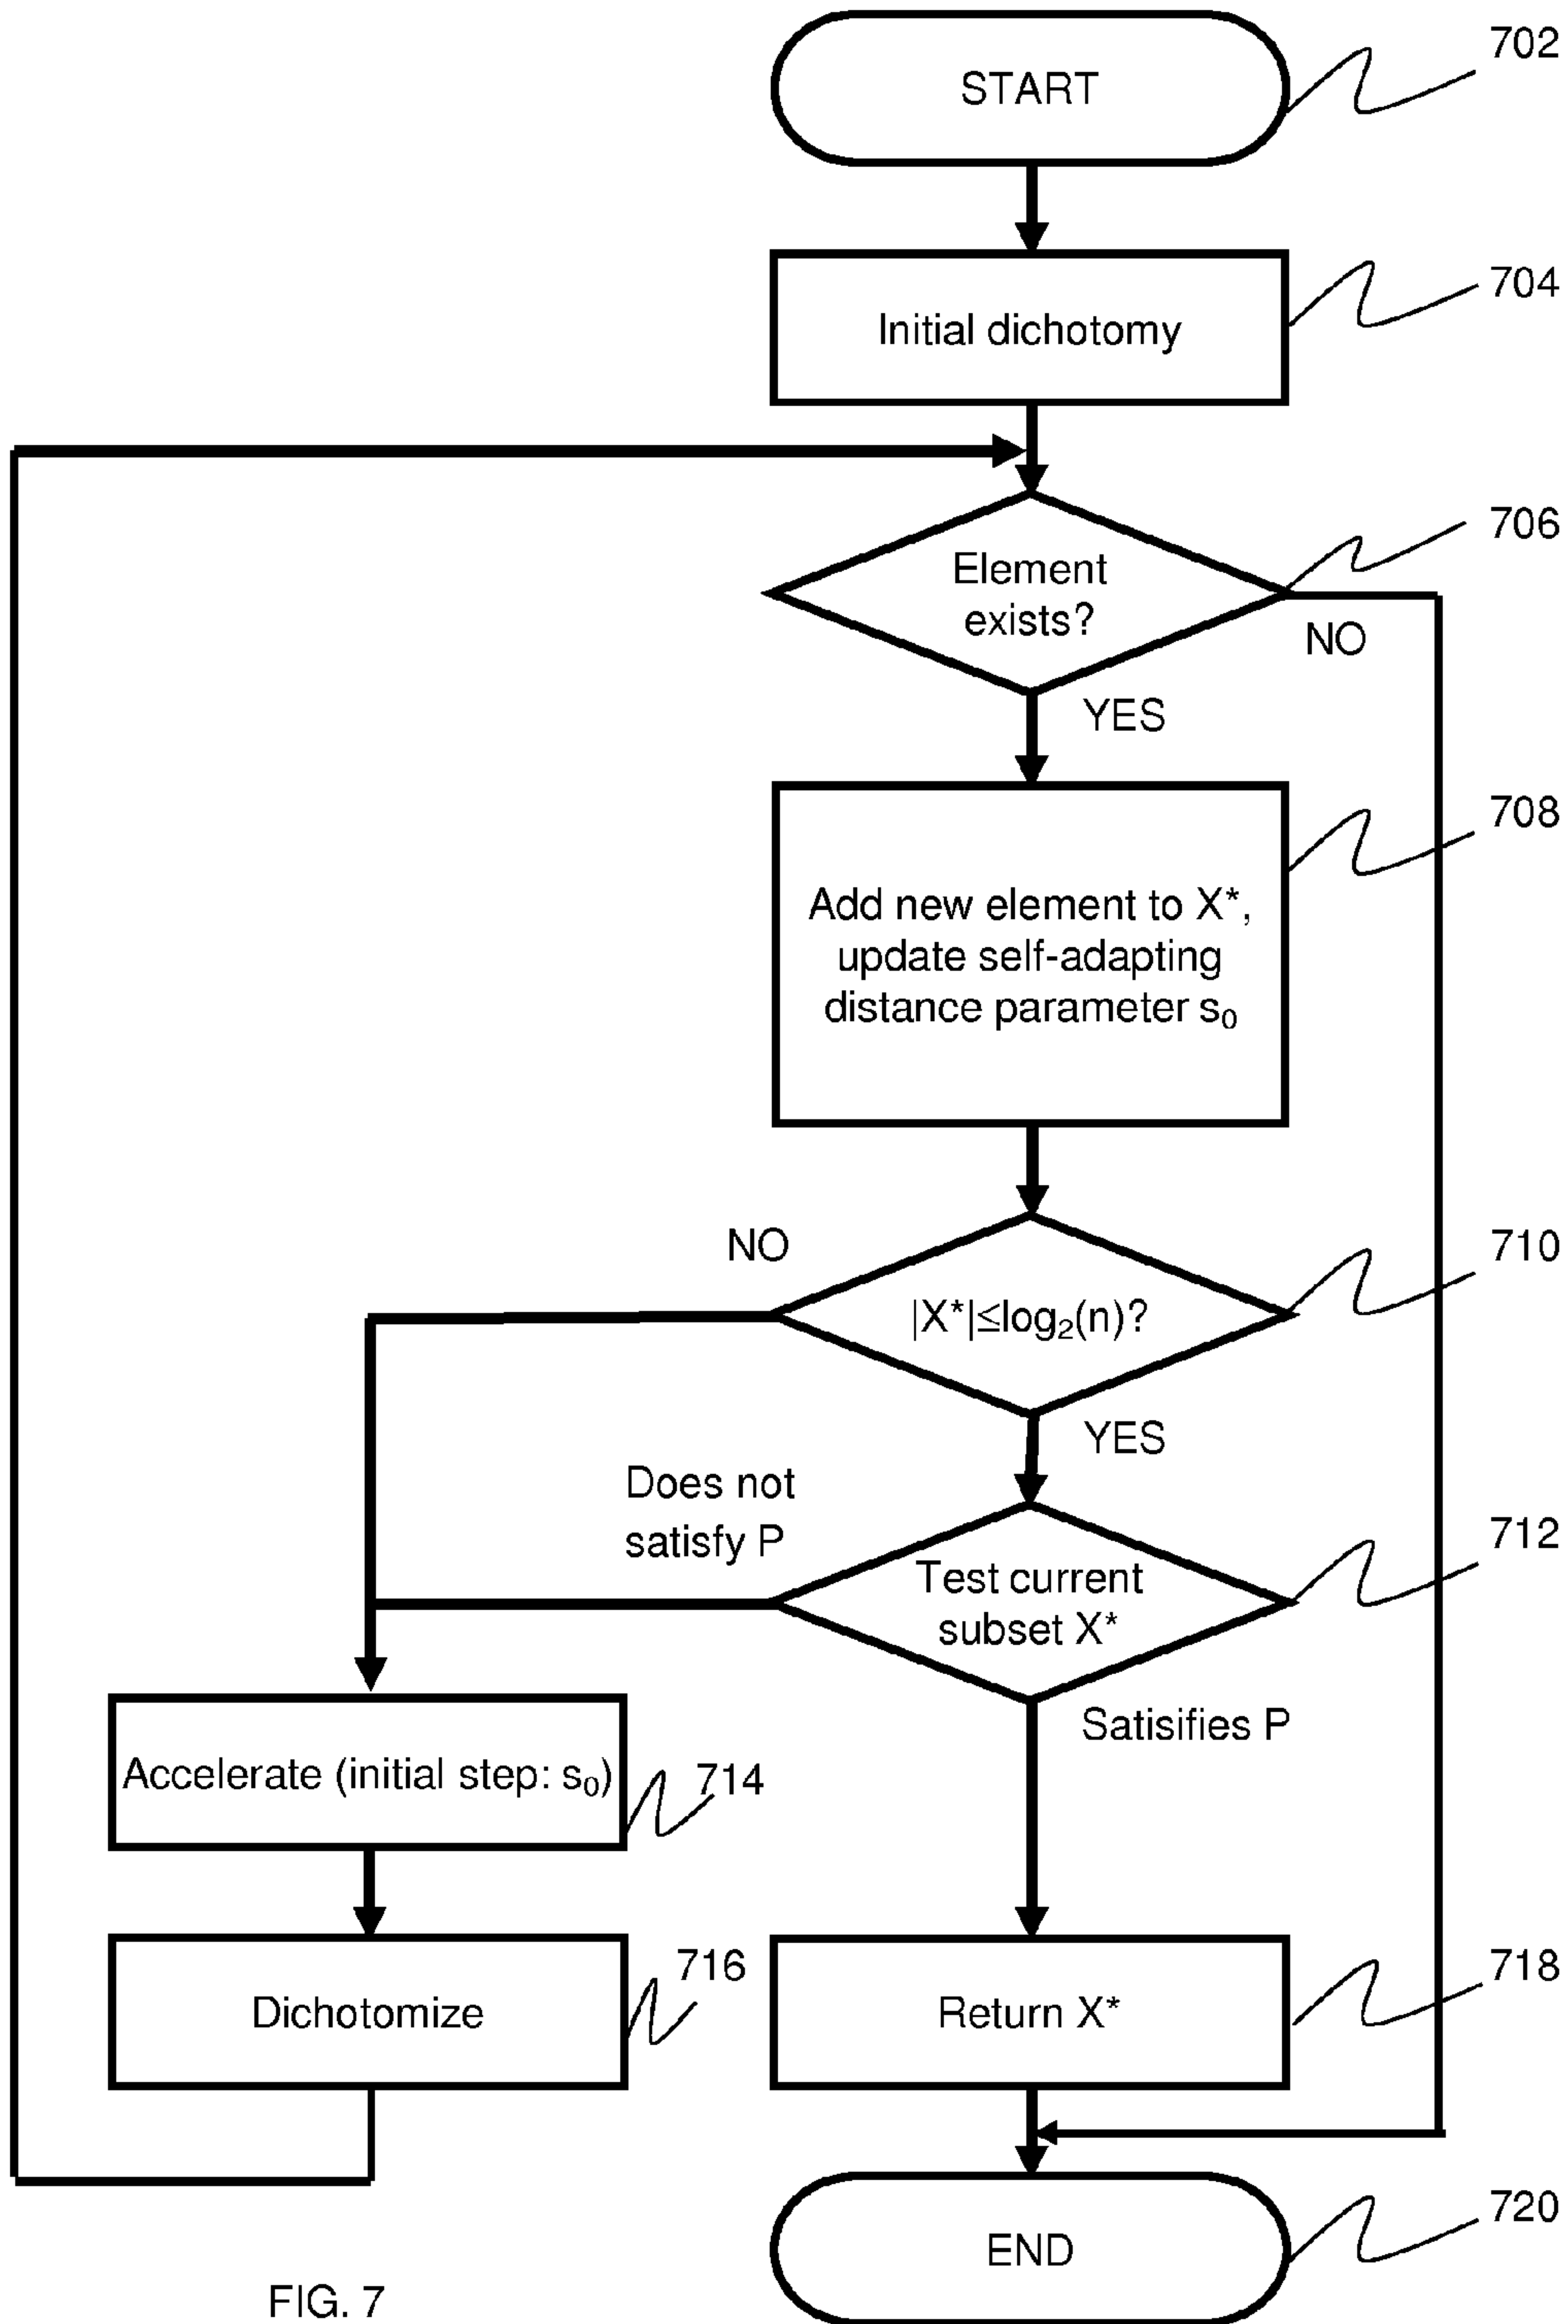 702
START
704
Initial dichotomy
706
Element
exists?
NO
YES
708
Add new element to X*,
update self-adapting
distance parameter s₀
NO
710
|X*|≤log₂(n)?
YES
Does not
satisfy P
712
Test current
subset X*
Satisifies P
Accelerate (initial step: s₀)
714
716
Dichotomize
718
Return X*
720
END
FIG. 7